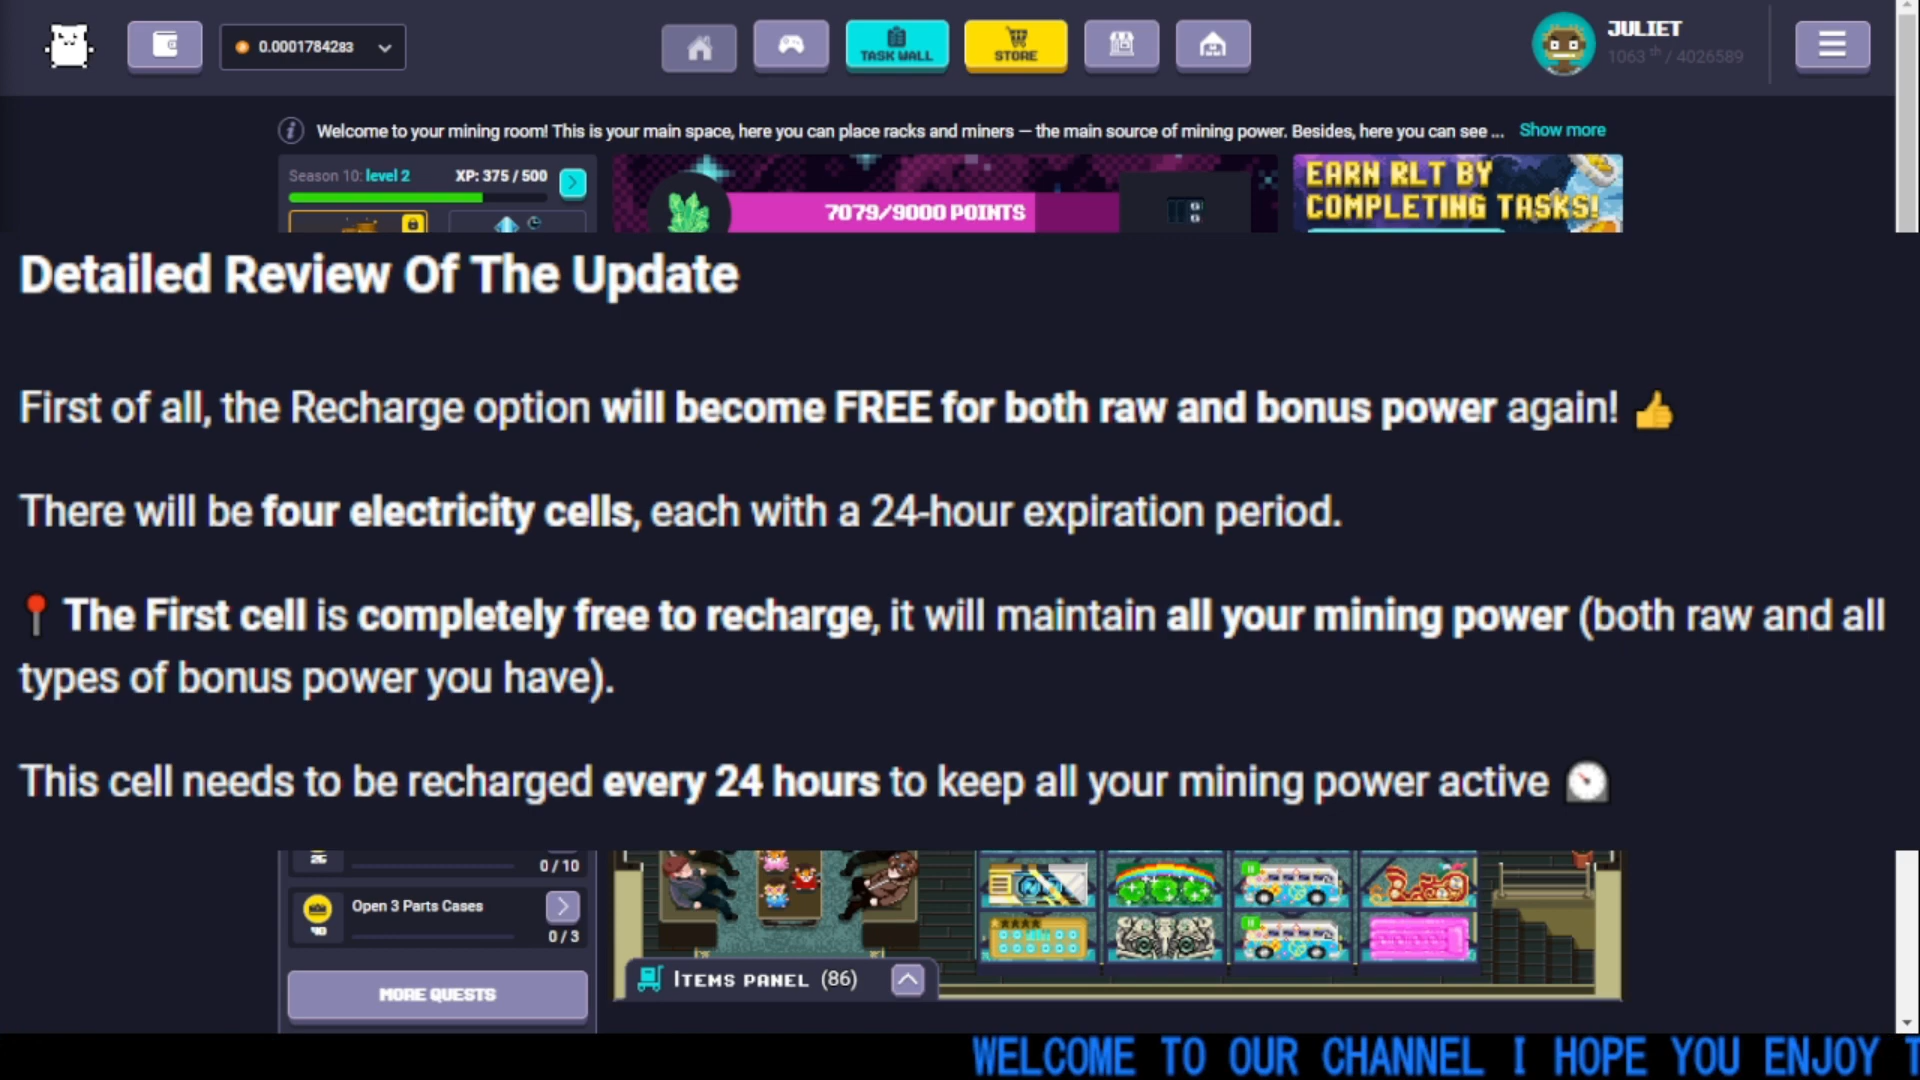 0.0001784283
TASK WALL
STORE
JULIET
1063 th / 4026589
Welcome to your mining room! This is your main space, here you can place racks and miners — the main source of mining power. Besides, here you can see ... Show more
Season 10: level 2 XP: 375 / 500
7079/9000 POINTS
EARN RLT BY
COMPLETING TASKS!
Detailed Review Of The Update
First of all, the Recharge option will become FREE for both raw and bonus power again! 👍
There will be four electricity cells, each with a 24-hour expiration period.
📍 The First cell is completely free to recharge, it will maintain all your mining power (both raw and all
types of bonus power you have).
This cell needs to be recharged every 24 hours to keep all your mining power active
25
0 / 10
Open 3 Parts Cases
40
0 / 3
MORE QUESTS
ITEMS PANEL (86)
WELCOME TO OUR CHANNEL I HOPE YOU ENJOY T